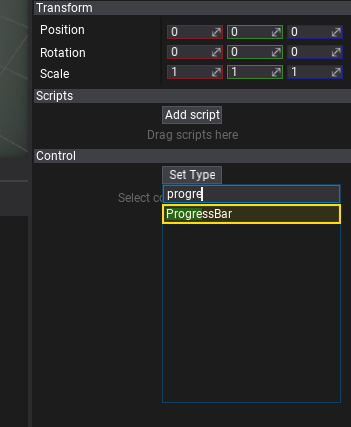 Transform
Position 0 0 0
Rotation 0 0 0
Scale 1 1 1
Scripts
Add script
Drag scripts here
Control
Set Type
Select
progre
ProgressBar